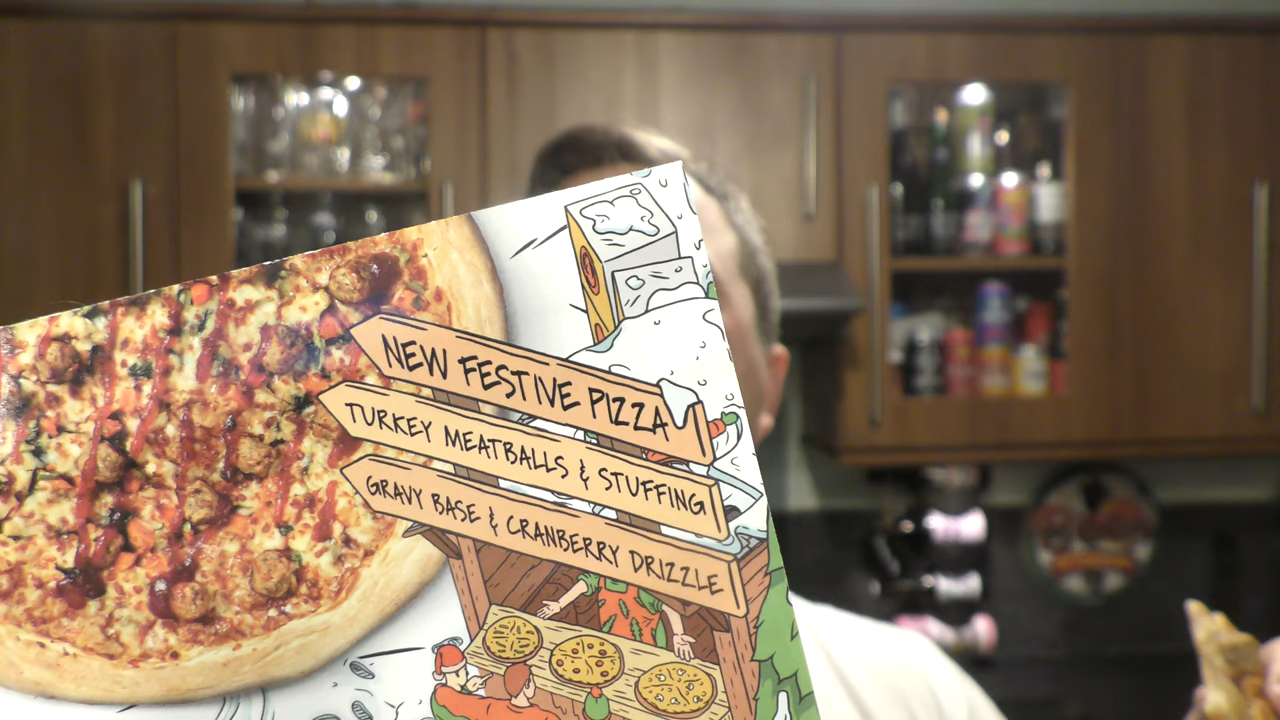 NEW FESTIVE PIZZA
TURKEY MEATBALLS & STUFFING
GRAVY BASE & CRANBERRY DRIZZLE